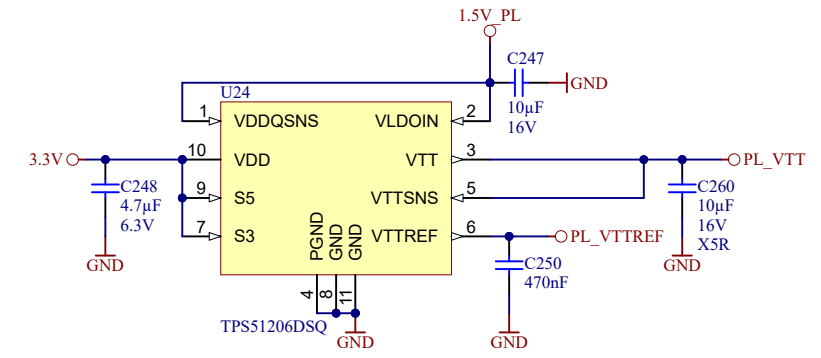 1.5V_PL
C247
GND
10µF
16V
U24
1
VDDQSNS
VLDOIN
2
3.3V
10
VDD
VTT
3
PL_VTT
C248
4.7µF
6.3V
GND
9
S5
VTTSNS
5
C260
10µF
16V
X5R
GND
7
S3
VTTREF
6
PL_VTTREF
PGND
GND
GND
C250
470nF
GND
4
8
11
TPS51206DSQ
GND